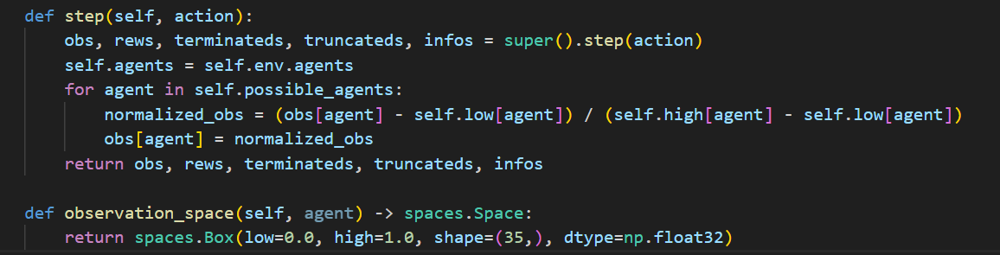 def step(self, action):
    obs, rews, terminateds, truncateds, infos = super().step(action)
    self.agents = self.env.agents
    for agent in self.possible_agents:
        normalized_obs = (obs[agent] - self.low[agent]) / (self.high[agent] - self.low[agent])
        obs[agent] = normalized_obs
    return obs, rews, terminateds, truncateds, infos

def observation_space(self, agent) -> spaces.Space:
    return spaces.Box(low=0.0, high=1.0, shape=(35,), dtype=np.float32)